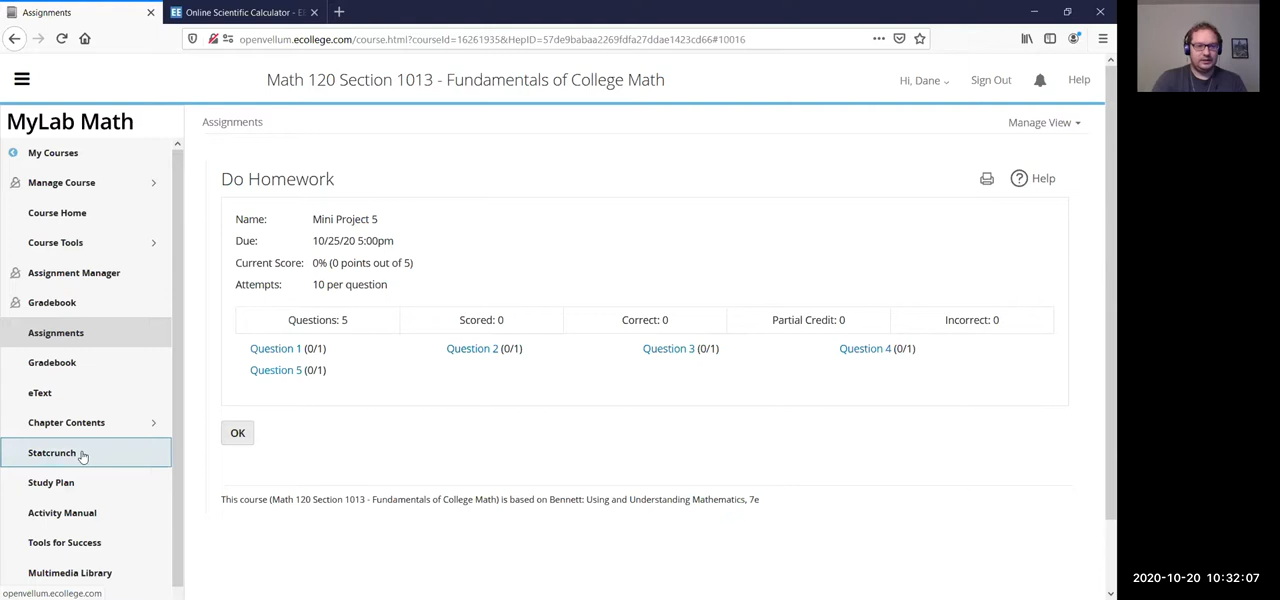 Assignments
Online Scientific Calculator - El
openvellum.ecollege.com/course.html?courseId=16261935&HepID=57de9babaa2269fdfa27ddae1423cd66#10016
Math 120 Section 1013 - Fundamentals of College Math
Hi, Dane
Sign Out
Help
MyLab Math
My Courses
Manage Course
Course Home
Course Tools
Assignment Manager
Gradebook
Assignments
Gradebook
eText
Chapter Contents
Statcrunch
Study Plan
Activity Manual
Tools for Success
Multimedia Library
openvellum.ecollege.com
Assignments
Manage View
Do Homework
Help
Name: Mini Project 5
Due: 10/25/20 5:00pm
Current Score: 0% (0 points out of 5)
Attempts: 10 per question
Questions: 5 Scored: 0 Correct: 0 Partial Credit: 0 Incorrect: 0
Question 1 (0/1) Question 2 (0/1) Question 3 (0/1) Question 4 (0/1)
Question 5 (0/1)
OK
This course (Math 120 Section 1013 - Fundamentals of College Math) is based on Bennett: Using and Understanding Mathematics, 7e
2020-10-20 10:32:07